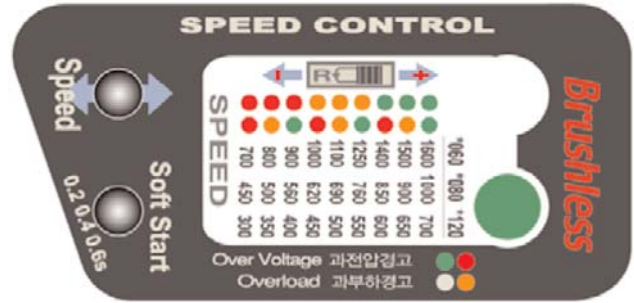 SPEED CONTROL
- R +
Speed
SPEED
700 450 300
800 500 350
900 560 400
1000 620 450
1100 690 500
1250 760 550
1400 850 600
1500 900 650
1600 1000 700
*060 *080 *120
Brushless
Soft Start
0.2 0.4 0.6s
Over Voltage 과전압경고
Overload 과부하경고